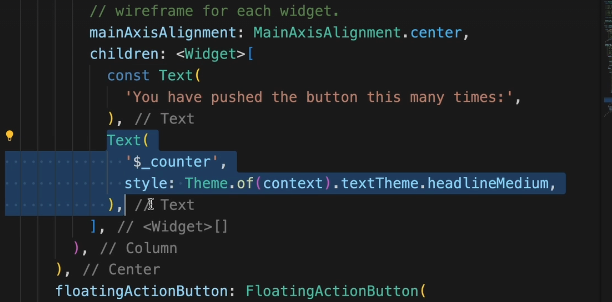 // wireframe for each widget.
mainAxisAlignment: MainAxisAlignment.center,
children: <Widget>[
const Text(
'You have pushed the button this many times:',
), // Text
Text(
'$_counter',
style: Theme.of(context).textTheme.headlineMedium,
), // Text
], // <Widget>[]
), // Column
), // Center
floatingActionButton: FloatingActionButton(